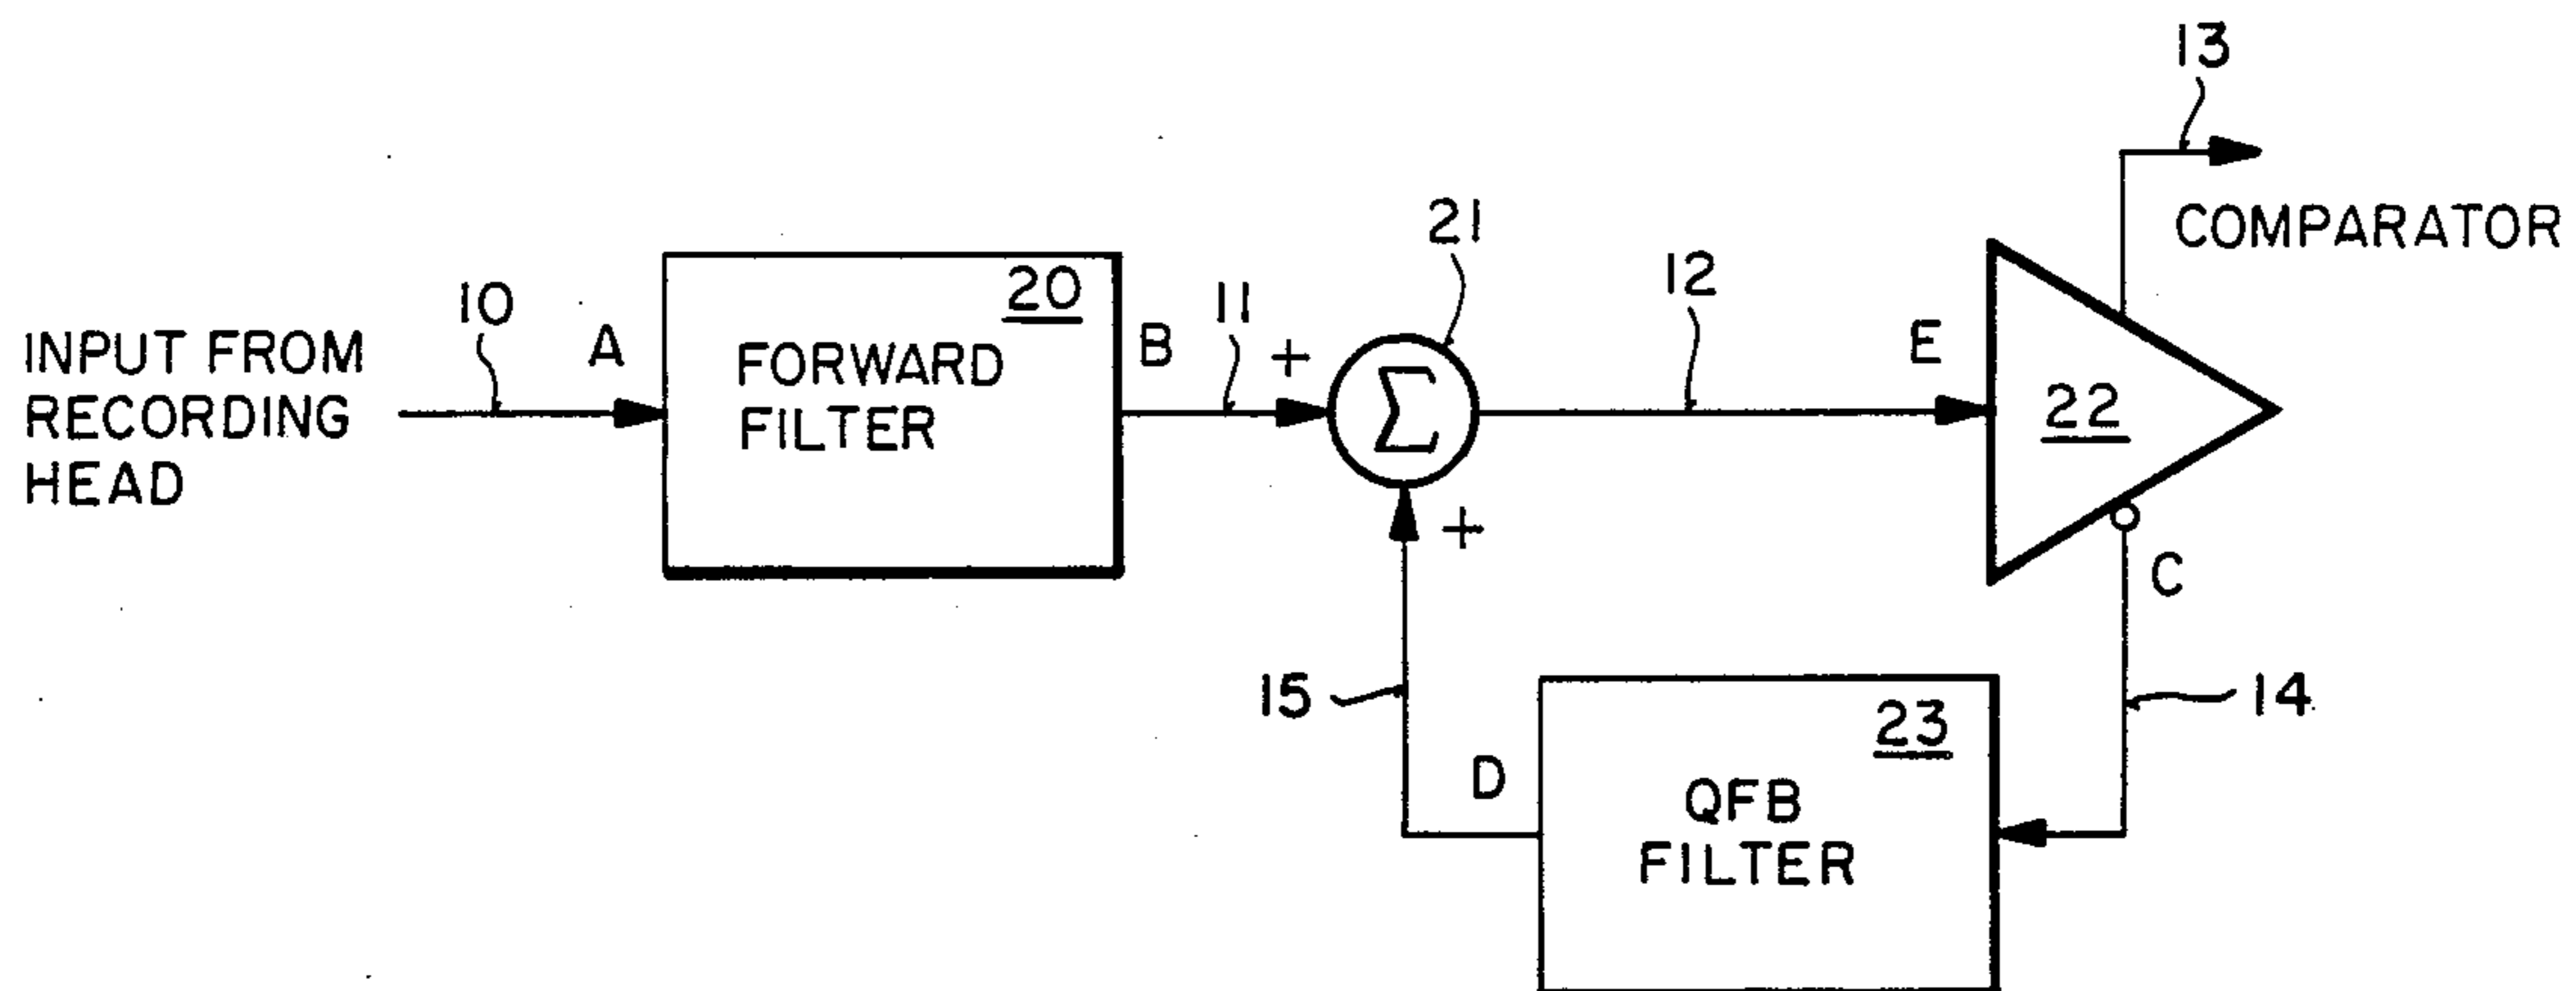 13
COMPARATOR
21
12
10
11
20
INPUT FROM
RECORDING
HEAD
A
FORWARD
FILTER
B
+
Σ
+
E
22
C
15
14
23
D
QFB
FILTER